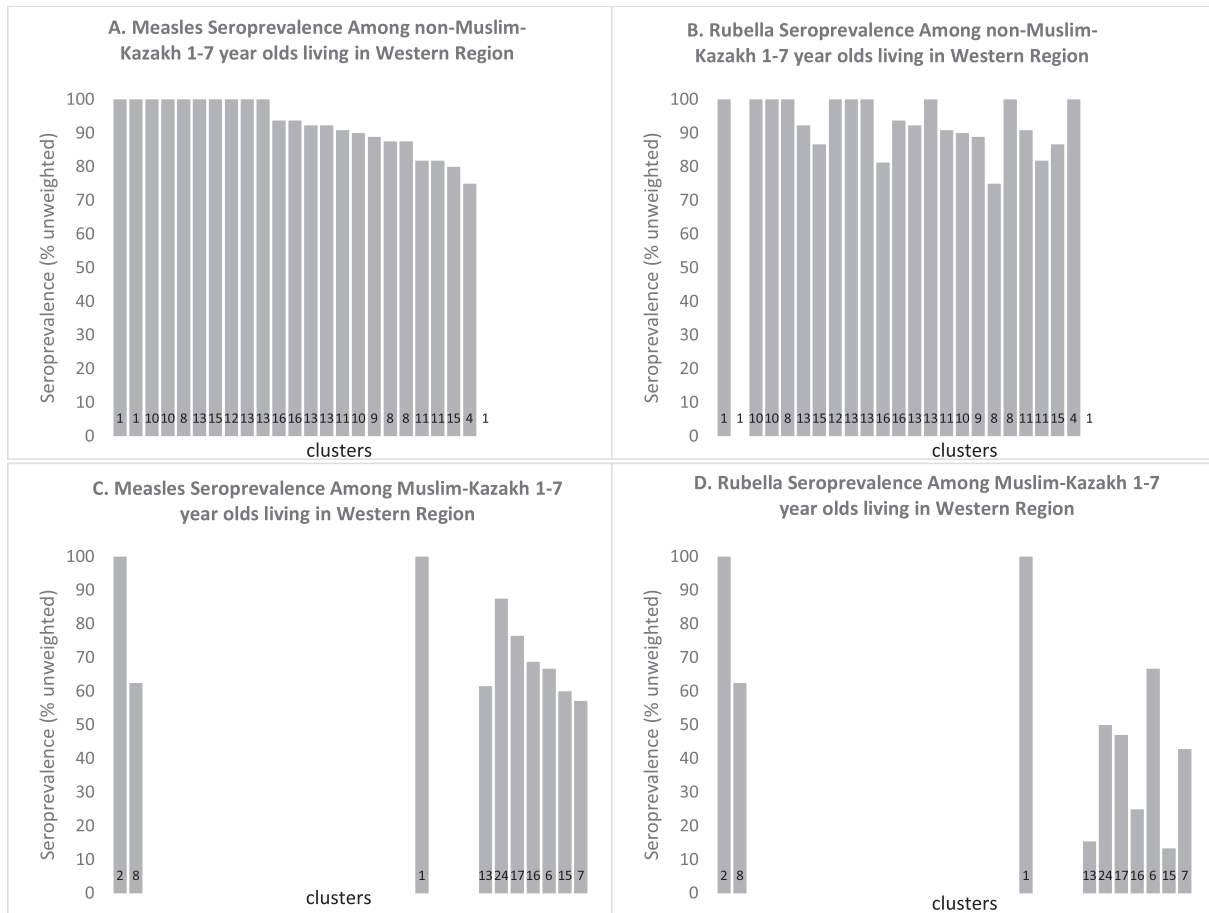 A. Measles Seroprevalence Among non-Muslim-
Kazakh 1-7 year olds living in Western Region
Seroprevalence (% unweighted)
100
90
80
70
60
50
40
30
20
10
0
1 1 10 10 8 13 15 12 13 13 16 16 13 13 11 10 9 8 8 11 11 15 4 1
clusters
B. Rubella Seroprevalence Among non-Muslim-
Kazakh 1-7 year olds living in Western Region
Seroprevalence (% unweighted)
100
90
80
70
60
50
40
30
20
10
0
1 1 10 10 8 13 15 12 13 13 16 16 13 13 11 10 9 8 8 11 11 15 4 1
clusters
C. Measles Seroprevalence Among Muslim-Kazakh 1-7
year olds living in Western Region
Seroprevalence (% unweighted)
100
90
80
70
60
50
40
30
20
10
0
2 8 1 13 24 17 16 6 15 7
clusters
D. Rubella Seroprevalence Among Muslim-Kazakh 1-7
year olds living in Western Region
Seroprevalence (% unweighted)
100
90
80
70
60
50
40
30
20
10
0
2 8 1 13 24 17 16 6 15 7
clusters